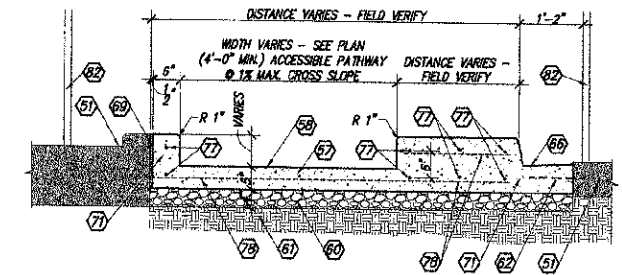 DISTANCE VARIES - FIELD VERIFY
1'-2"
WIDTH VARIES - SEE PLAN
(4'-0" MIN.) ACCESSIBLE PATHWAY
@ 1% MAX. CROSS SLOPE
DISTANCE VARIES -
FIELD VERIFY
82
6"
82
51
69
1/2"
R 1"
VARIES
58
R 1"
77
77
66
77
57
77
6"
71
78
61
60
78
71
62
51